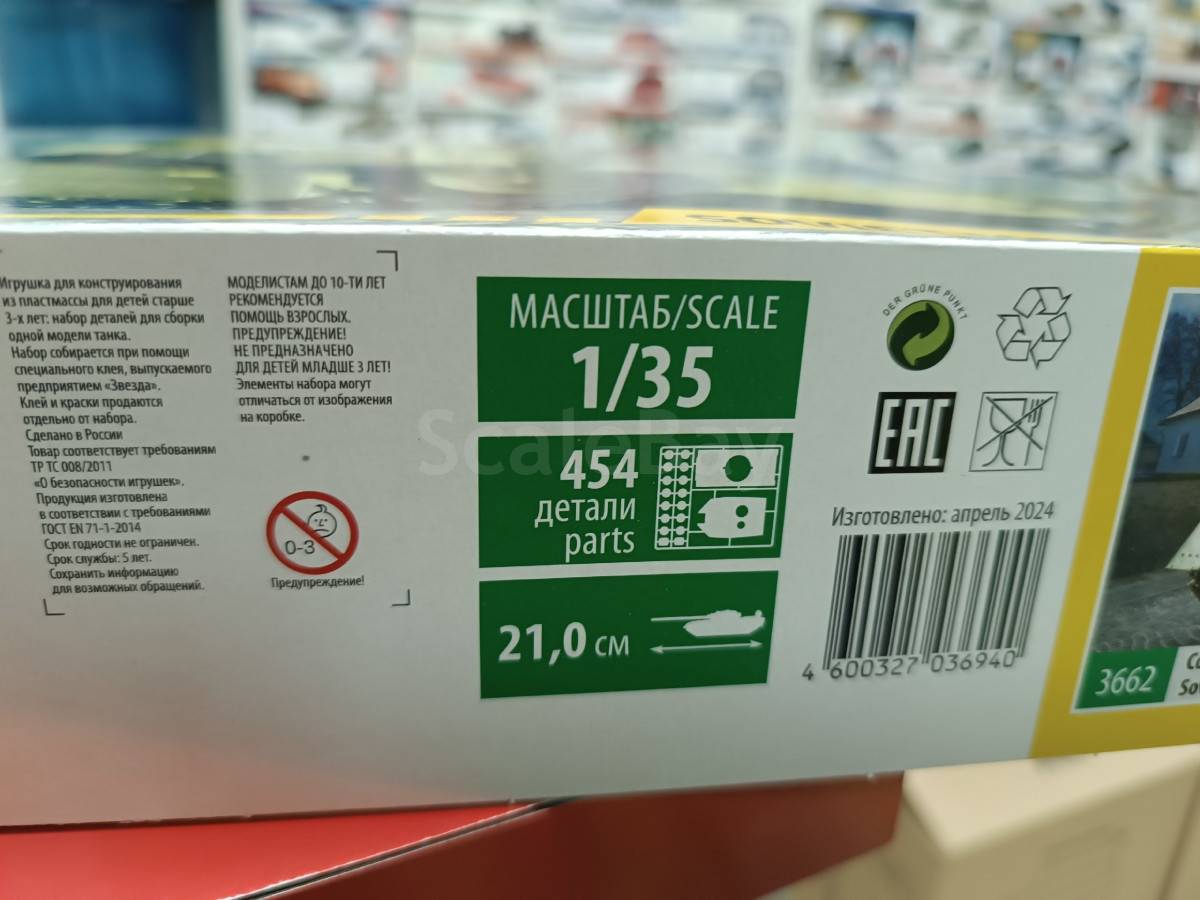 Игрушка для конструирования
из пластмассы для детей старше
3-х лет: набор деталей для сборки
одной модели танка.
Набор собирается при помощи
специального клея, выпускаемого
предприятием «Звезда».
Клей и краски продаются
отдельно от набора.
Сделано в России
Товар соответствует требованиям
ТР ТС 008/2011
«О безопасности игрушек».
Продукция изготовлена
в соответствии с требованиями
ГОСТ EN 71-1-2014
Срок годности не ограничен.
Срок службы: 5 лет.
Сохранить информацию
для возможных обращений.
МОДЕЛИСТАМ ДО 10-ТИ ЛЕТ
РЕКОМЕНДУЕТСЯ
ПОМОЩЬ ВЗРОСЛЫХ.
ПРЕДУПРЕЖДЕНИЕ!
НЕ ПРЕДНАЗНАЧЕНО
ДЛЯ ДЕТЕЙ МЛАДШЕ 3 ЛЕТ!
Элементы набора могут
отличаться от изображения
на коробке.
0-3
Предупреждение!
МАСШТАБ/SCALE
1/35
454
детали
parts
21,0 см
DER GRÜNE PUNKT
EAC
Изготовлено: апрель 2024
4 600327 036940
3662
ScaleBay